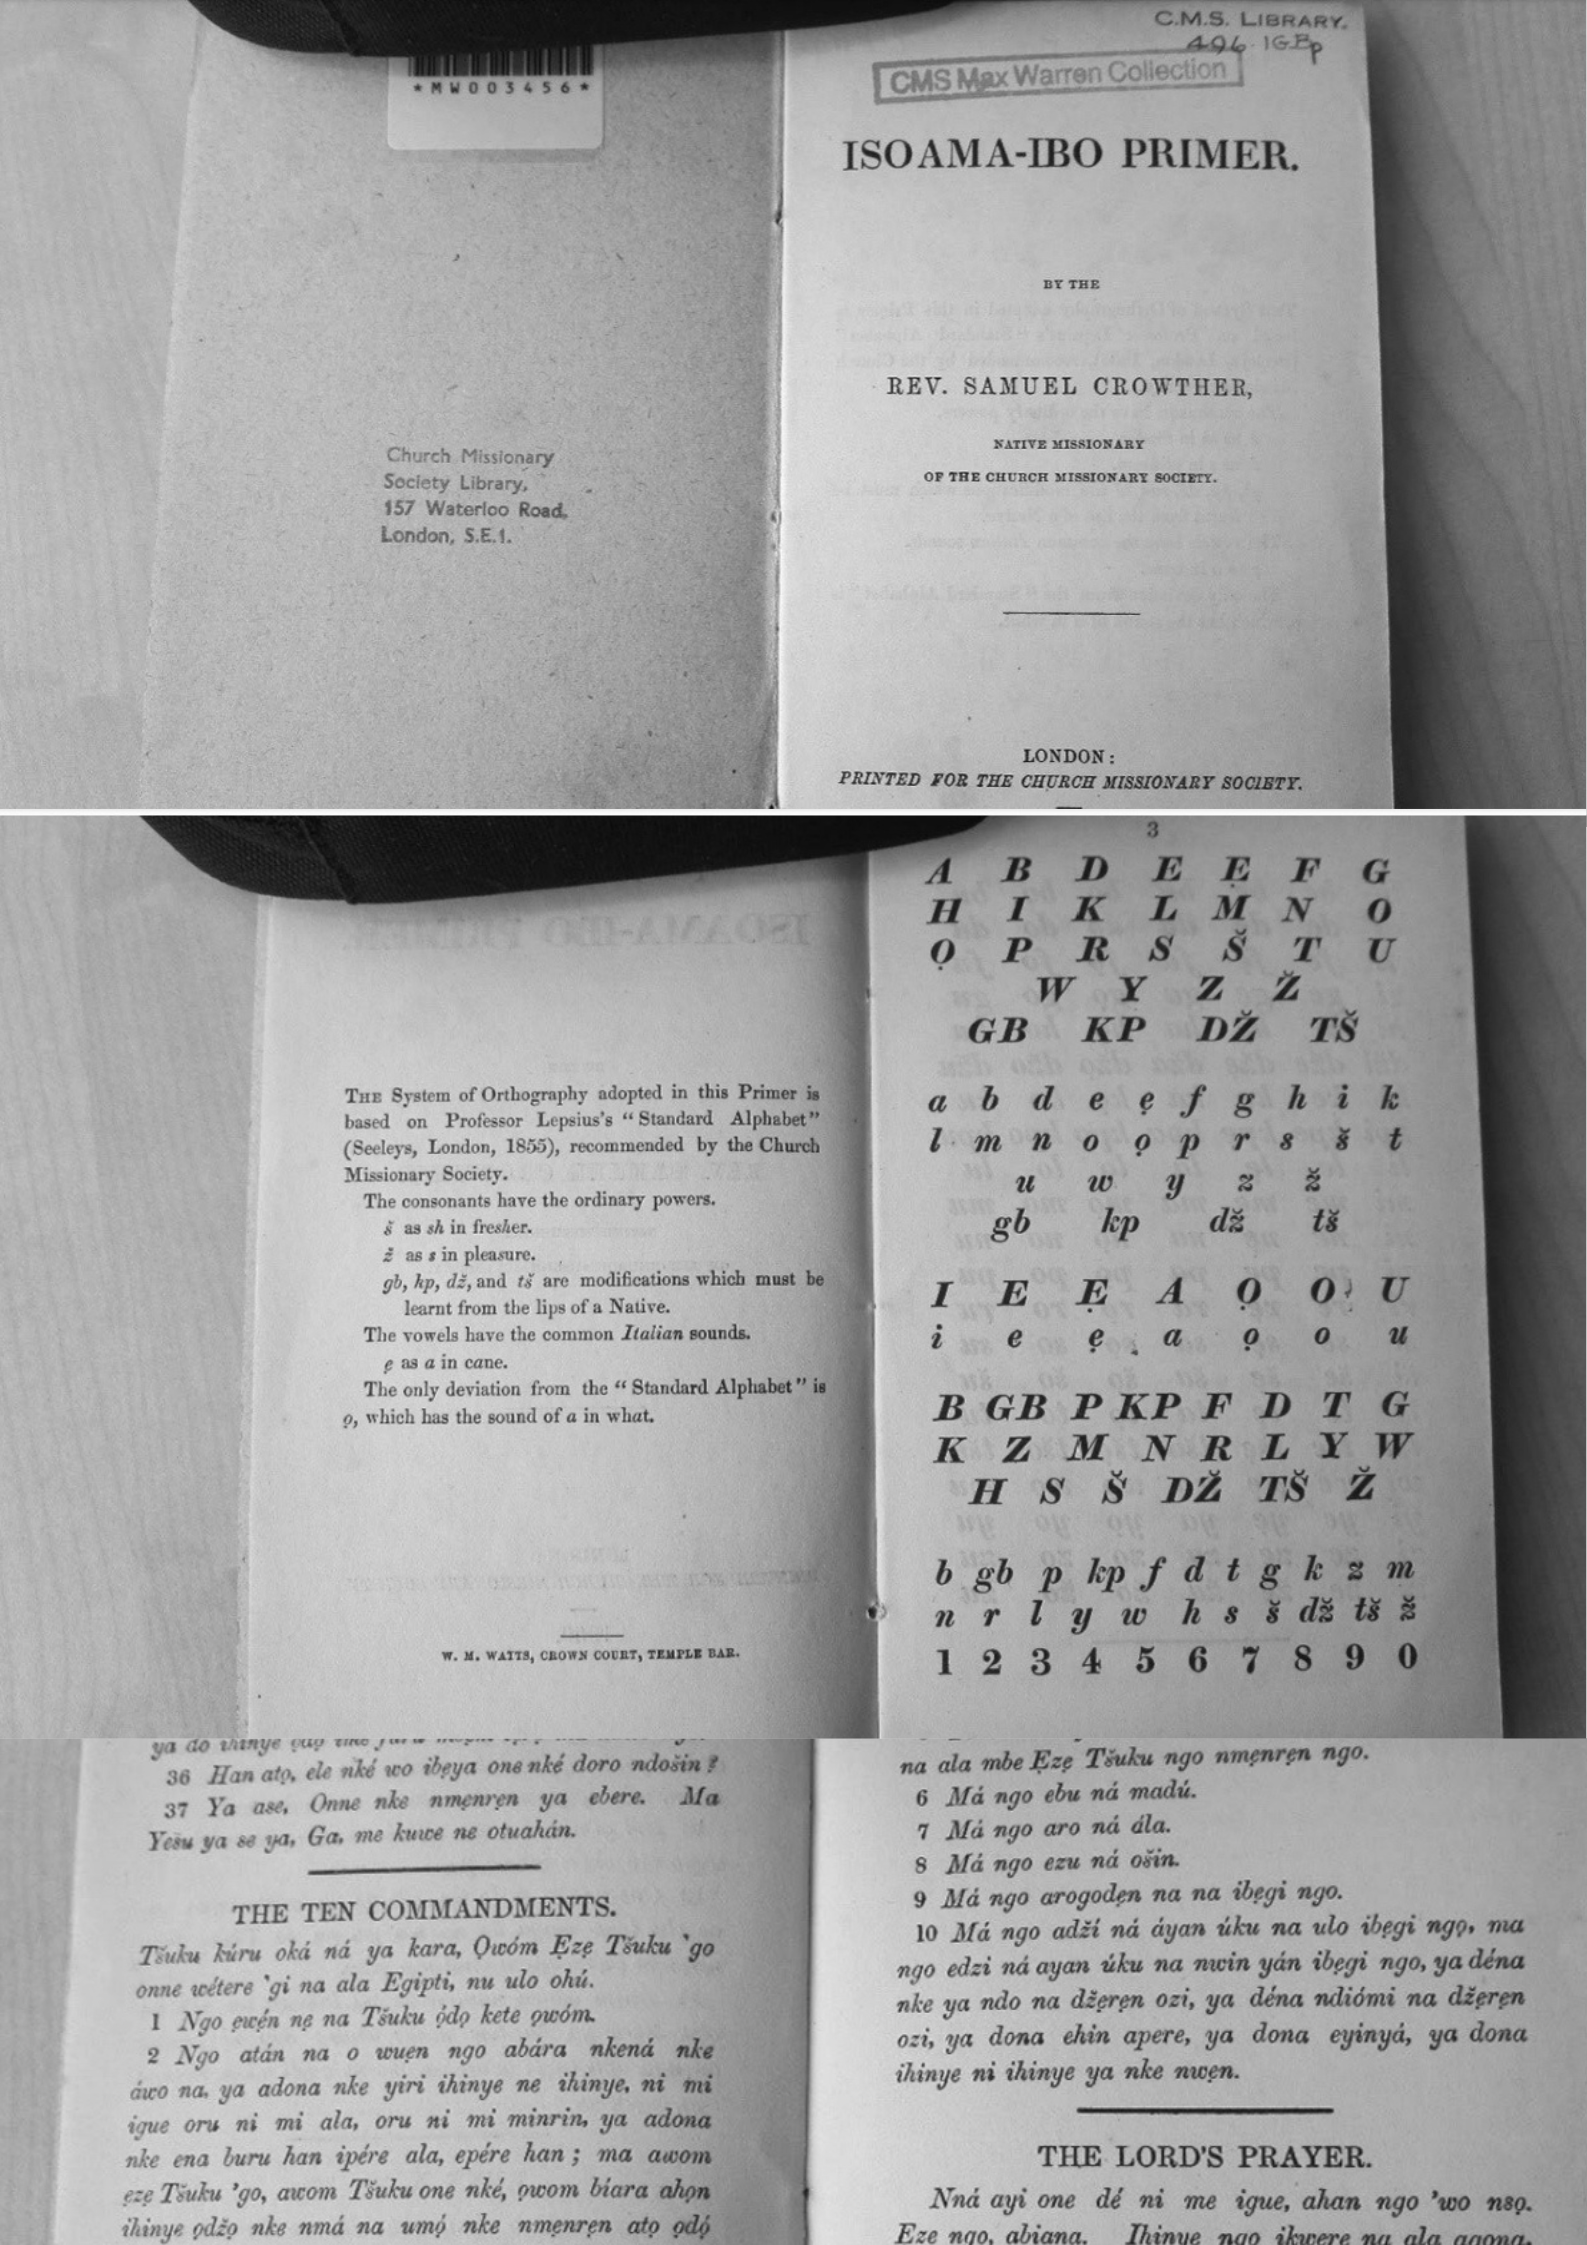 *MW003456*
Church Missionary
Society Library,
157 Waterloo Road,
London, S.E.1.
C.M.S. LIBRARY.
CMS Max Warren Collection
ISOAMA-IBO PRIMER.
BY THE
REV. SAMUEL CROWTHER,
NATIVE MISSIONARY
OF THE CHURCH MISSIONARY SOCIETY.
LONDON:
PRINTED FOR THE CHURCH MISSIONARY SOCIETY.
THE System of Orthography adopted in this Primer is
based on Professor Lepsius's “Standard Alphabet”
(Seeleys, London, 1855), recommended by the Church
Missionary Society.
The consonants have the ordinary powers.
š as sh in fresher.
ž as s in pleasure.
gb, kp, dž, and tš are modifications which must be
learnt from the lips of a Native.
The vowels have the common Italian sounds.
ẹ as a in cane.
The only deviation from the “Standard Alphabet” is
ọ, which has the sound of a in what.
W. M. WATTS, CROWN COURT, TEMPLE BAR.
3
A B D E Ẹ F G
H I K L M N O
Ọ P R S Š T U
W Y Z Ž
GB KP DŽ TŠ
a b d e ẹ f g h i k
l m n o ọ p r s š t
u w y z ž
gb kp dž tš
I E Ẹ A Ọ O U
i e ẹ a ọ o u
B GB P KP F D T G
K Z M N R L Y W
H S Š DŽ TŠ Ž
b gb p kp f d t g k z m
n r l y w h s š dž tš ž
1 2 3 4 5 6 7 8 9 0
ya do ihinye
36 Han atọ, ele nké wo ibẹya one nké doro ndošin?
37 Ya ase, Onne nke nmẹnrẹn ya ebere. Ma
Yesu ya se ya, Ga, me kuwe ne otuahán.
THE TEN COMMANDMENTS.
Tšuku kúru oká ná ya kara, Ọwóm Ẹzẹ Tšuku 'go
onne wétere 'gi na ala Egipti, nu ulo ohú.
1 Ngo ẹwẹ́n nẹ na Tšuku ọ́dọ kete ọwóm.
2 Ngo atán na o wuẹn ngo abára nkená nke
áwo na, ya adona nke yiri ihinye ne ihinye, ni mi
igue oru ni mi ala, oru ni mi minrin, ya adona
nke ena buru han ipére ala, epére han; ma awom
ẹzẹ Tšuku 'go, awom Tšuku one nké, ọwom bíara ahọn
ihinye ọdžọ nke nmá na umọ́ nke nmẹnrẹn atọ ọdọ́
na ala mbe Ẹzẹ Tšuku ngo nmẹnrẹn ngo.
6 Má ngo ebu ná madú.
7 Má ngo aro ná ála.
8 Má ngo ezu ná ošin.
9 Má ngo arogodẹn na na ibẹgi ngo.
10 Má ngo adží ná áyan úku na ulo ibẹgi ngọ, ma
ngo edzi ná ayan úku na nwin yán ibẹgi ngo, ya déna
nke ya ndo na džẹrẹn ozi, ya déna ndiómi na džẹrẹn
ozi, ya dona ehin apere, ya dona eyinyá, ya dona
ihinye ni ihinye ya nke nwẹn.
THE LORD'S PRAYER.
Nná ayi one dé ni me igue, ahan ngo 'wo nsọ.
Eze ngo, abiana. Ihinye ngo ikwere na ala